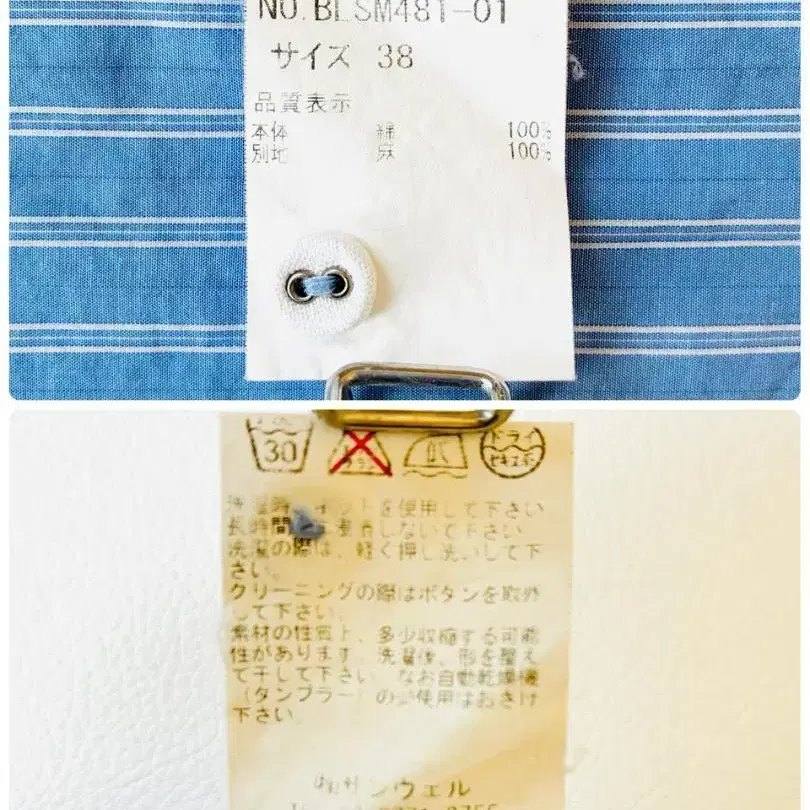 NO.BLSM481-01
サイズ 38
品質表示
本体 綿 100%
別地 麻 100%
30
ドライ
セキユ系
洗濯時 ネットを使用して下さい
長時間 しないで下さい
洗濯の際は、軽く押し洗いして下
さい。
クリーニングの際はボタンを取外
して下さい。
素材の性質上、多少収縮する可能
性があります。洗濯後、形を整え
て干して下さい。なお自動乾燥機
（タンブラー）の使用はおさけ
下さい。
㈱サンウェル